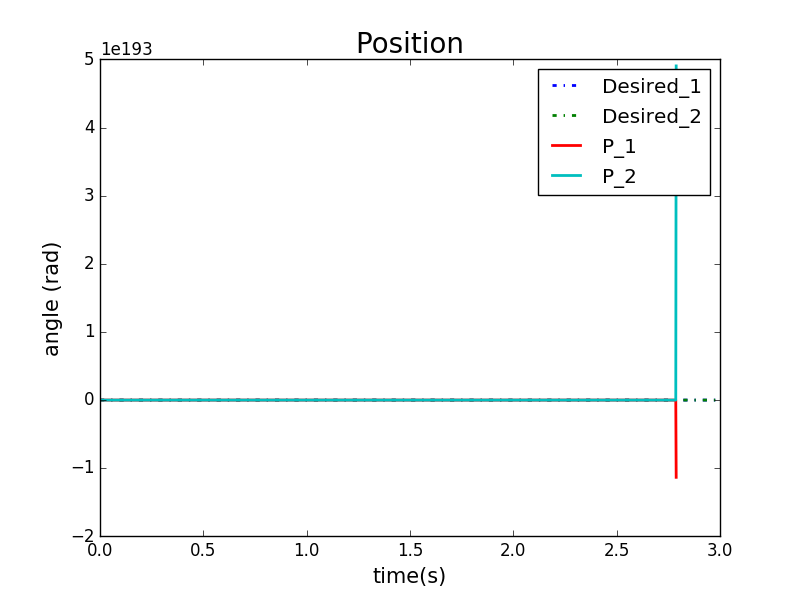 Position
1e193
5
4
3
2
1
0
−1
−2
angle (rad)
Desired_1
Desired_2
P_1
P_2
0.0 0.5 1.0 1.5 2.0 2.5 3.0
time(s)